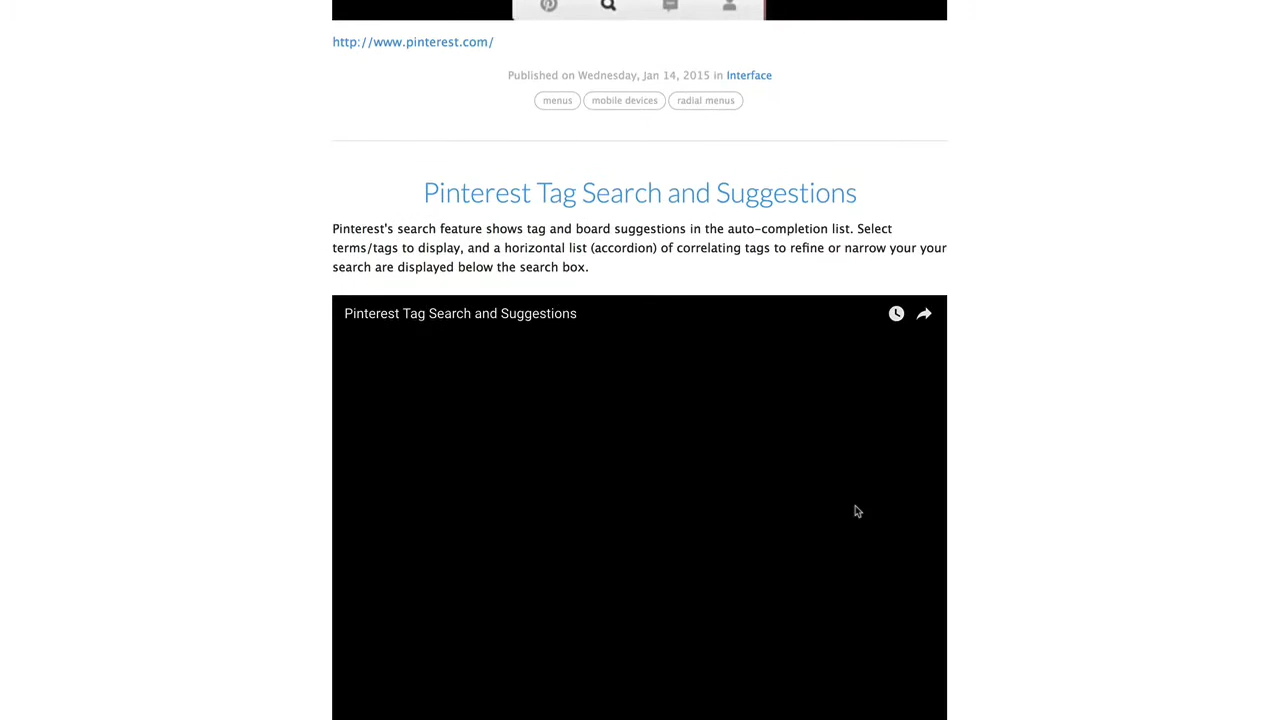 http://www.pinterest.com/
Published on Wednesday, Jan 14, 2015 in Interface
menus mobile devices radial menus
Pinterest Tag Search and Suggestions
Pinterest's search feature shows tag and board suggestions in the auto-completion list. Select
terms/tags to display, and a horizontal list (accordion) of correlating tags to refine or narrow your your
search are displayed below the search box.
Pinterest Tag Search and Suggestions